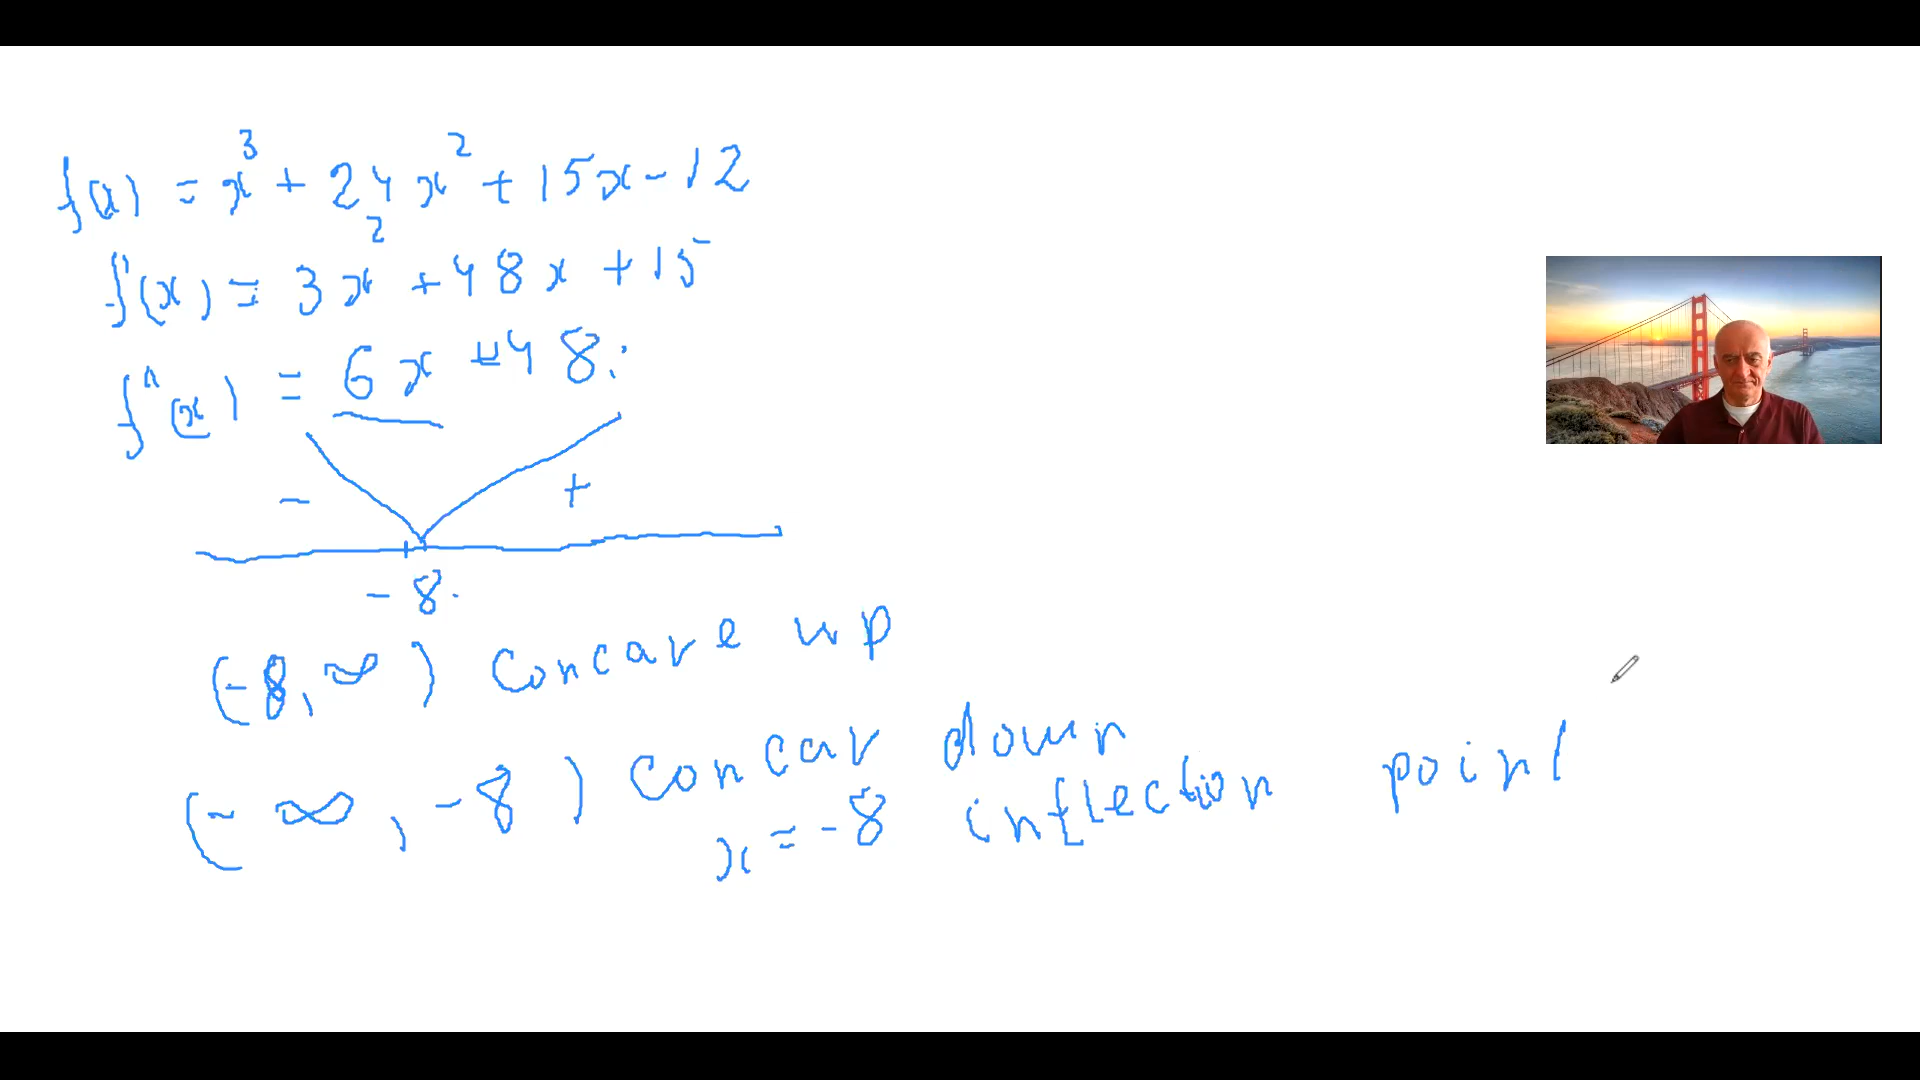 f(x) = x³ + 24x² + 15x - 12
f'(x) = 3x² + 48x + 15
f"(x) = 6x + 48.
- +
- 8.
(-8, ∞) concave up
(-∞, -8) concav down
x = -8 inflection point